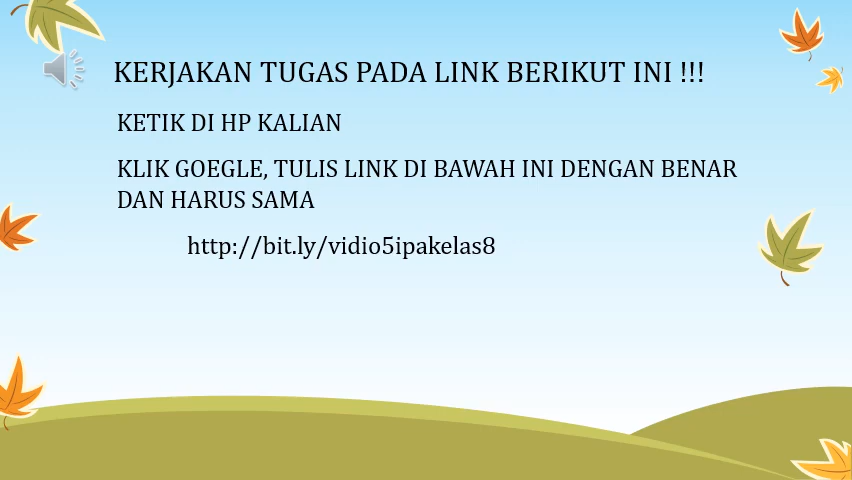 KERJAKAN TUGAS PADA LINK BERIKUT INI !!!
KETIK DI HP KALIAN
KLIK GOEGLE, TULIS LINK DI BAWAH INI DENGAN BENAR
DAN HARUS SAMA
http://bit.ly/vidio5ipakelas8